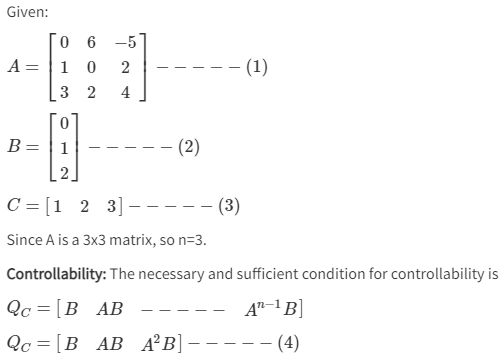 Given:
A = [0 6 −5; 1 0 2; 3 2 4] − − − − − (1)
B = [0; 1; 2] − − − − − (2)
C = [1 2 3] − − − − − (3)
Since A is a 3x3 matrix, so n=3.
Controllability: The necessary and sufficient condition for controllability is
Q_C = [B AB − − − − − A^{n−1}B]
Q_C = [B AB A^2B] − − − − − (4)